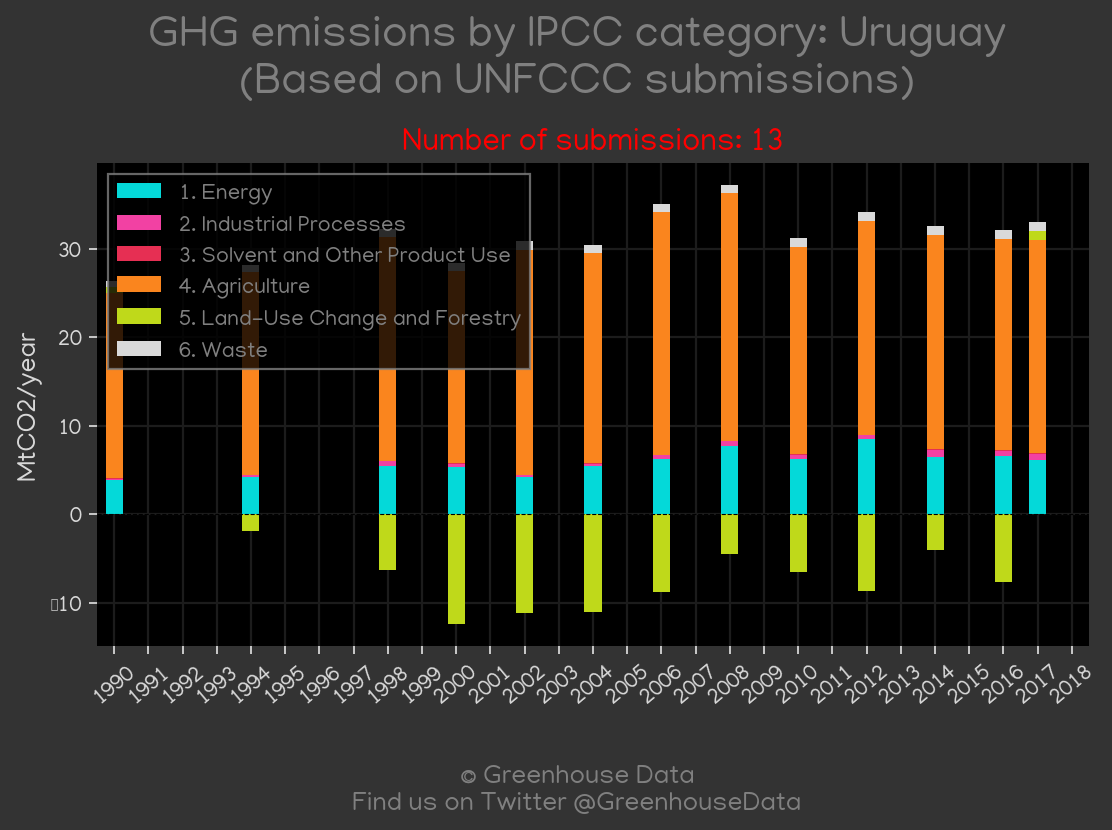 GHG emissions by IPCC category: Uruguay
(Based on UNFCCC submissions)
Number of submissions: 13
1. Energy
2. Industrial Processes
3. Solvent and Other Product Use
4. Agriculture
5. Land-Use Change and Forestry
6. Waste
MtCO2/year
30
20
10
0
▯10
1990 1991 1992 1993 1994 1995 1996 1997 1998 1999 2000 2001 2002 2003 2004 2005 2006 2007 2008 2009 2010 2011 2012 2013 2014 2015 2016 2017 2018
© Greenhouse Data
Find us on Twitter @GreenhouseData